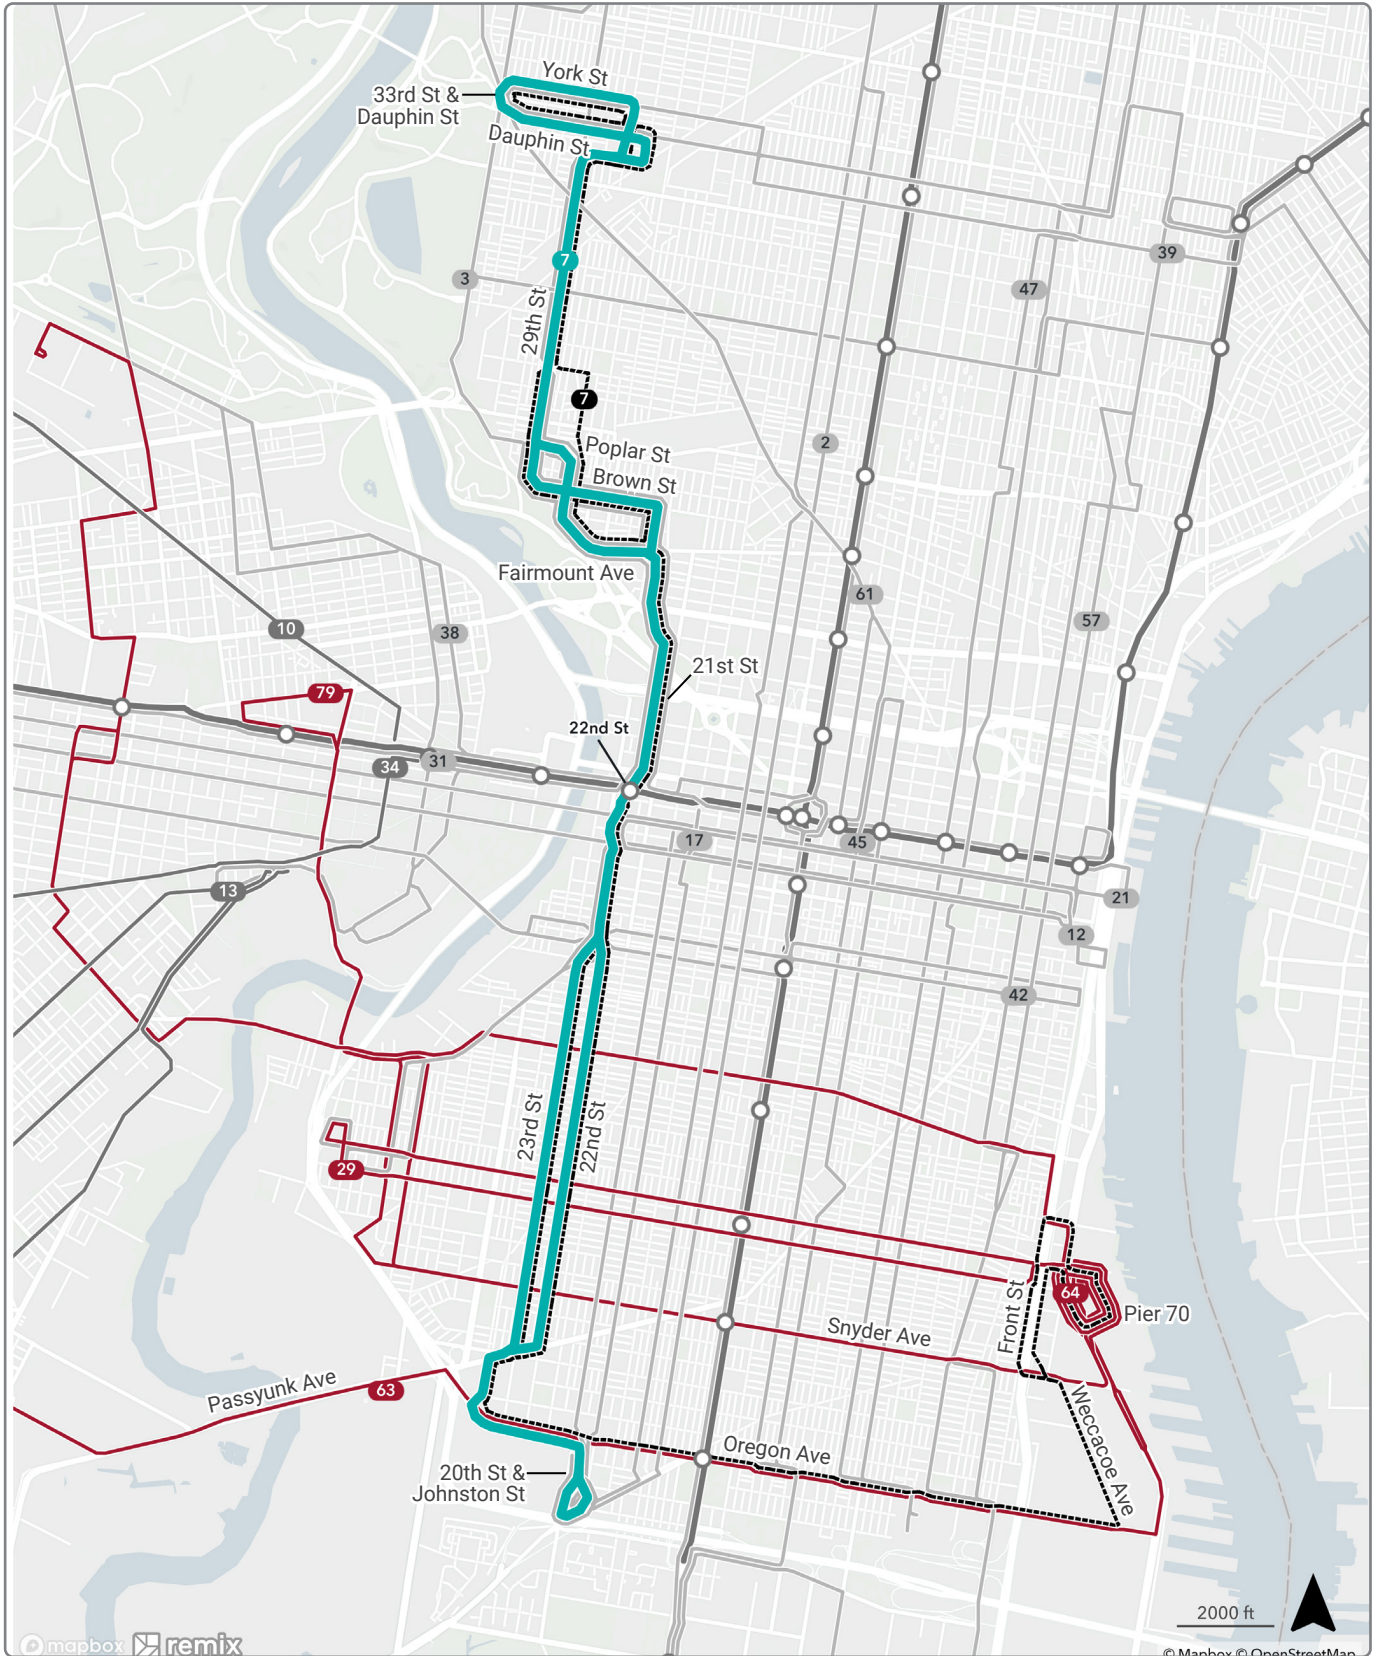 York St
33rd St &
Dauphin St
Dauphin St
7
3
39
47
29th St
7
2
Poplar St
Brown St
Fairmount Ave
61
57
10
38
21st St
79
22nd St
31
34
17
45
13
21
12
42
23rd St
22nd St
29
64
Front St
Pier 70
Snyder Ave
Passyunk Ave
63
Weccacoe Ave
Oregon Ave
20th St &
Johnston St
2000 ft
mapbox remix
© Mapbox © OpenStreetMap